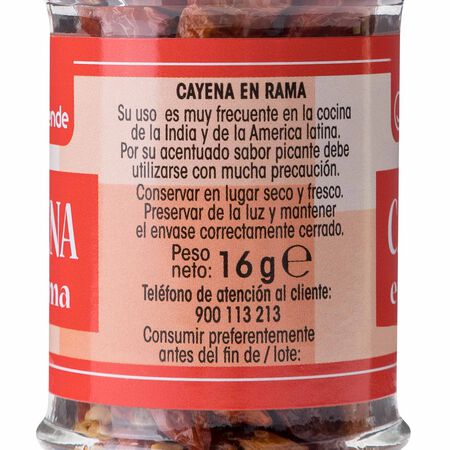 CAYENA EN RAMA
Su uso es muy frecuente en la cocina
de la India y de la America latina.
Por su acentuado sabor picante debe
utilizarse con mucha precaución.
Conservar en lugar seco y fresco.
Preservar de la luz y mantener
el envase correctamente cerrado.
Peso
neto: 16 g e
Teléfono de atención al cliente:
900 113 213
Consumir preferentemente
antes del fin de / lote: